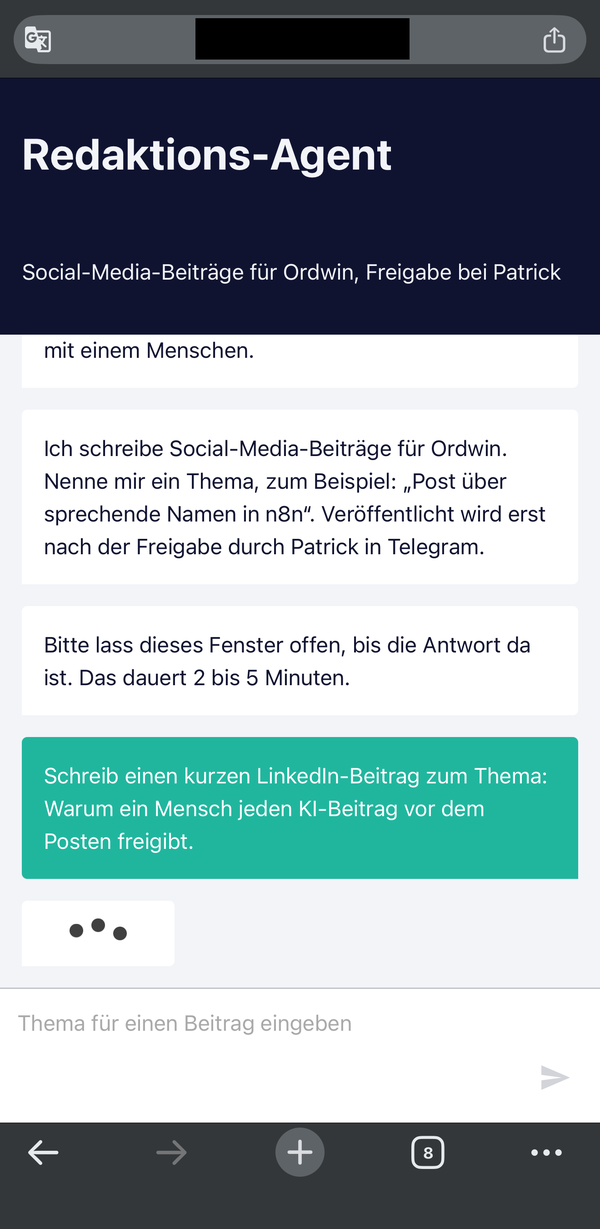 Redaktions-Agent
Social-Media-Beiträge für Ordwin, Freigabe bei Patrick
mit einem Menschen.
Ich schreibe Social-Media-Beiträge für Ordwin.
Nenne mir ein Thema, zum Beispiel: „Post über
sprechende Namen in n8n“. Veröffentlicht wird erst
nach der Freigabe durch Patrick in Telegram.
Bitte lass dieses Fenster offen, bis die Antwort da
ist. Das dauert 2 bis 5 Minuten.
Schreib einen kurzen LinkedIn-Beitrag zum Thema:
Warum ein Mensch jeden KI-Beitrag vor dem
Posten freigibt.
Thema für einen Beitrag eingeben
8